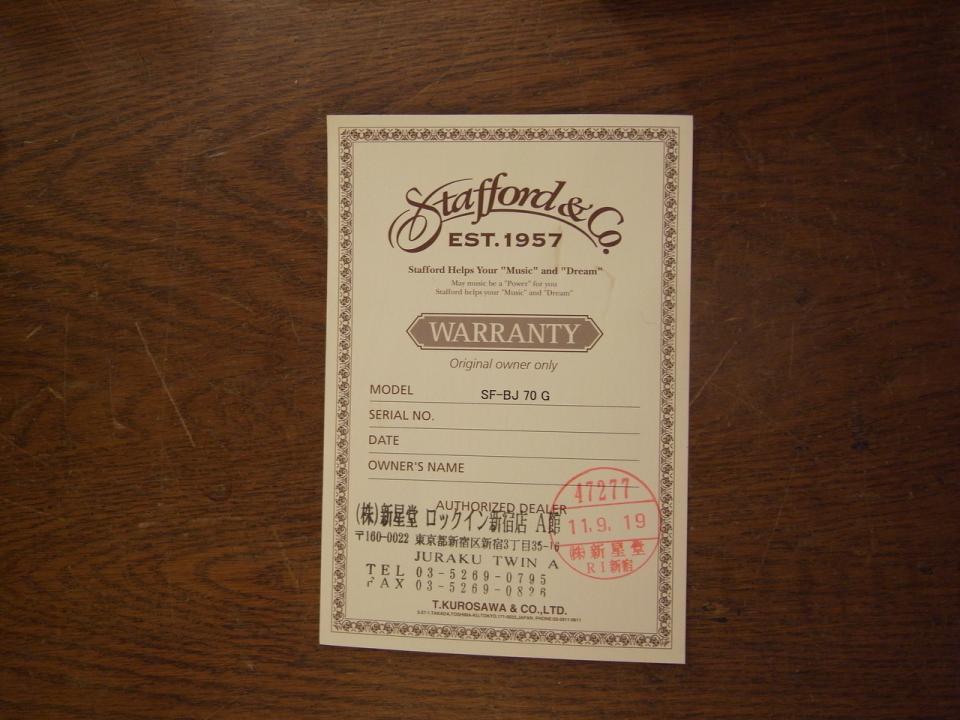 Stafford & Co.
EST.1957
Stafford Helps Your "Music" and "Dream"
May music be a "Power" for you
Stafford helps your "Music" and "Dream"
WARRANTY
Original owner only
MODEL SF-BJ 70 G
SERIAL NO.
DATE
OWNER'S NAME
AUTHORIZED DEALER
(株)新星堂 ロックイン新宿店 A館
〒160-0022 東京都新宿区新宿3丁目35-16
JURAKU TWIN A
TEL 03-5269-0795
FAX 03-5269-0826
47277
11.9.19
㈱新星堂
RI新宿
T.KUROSAWA & CO.,LTD.